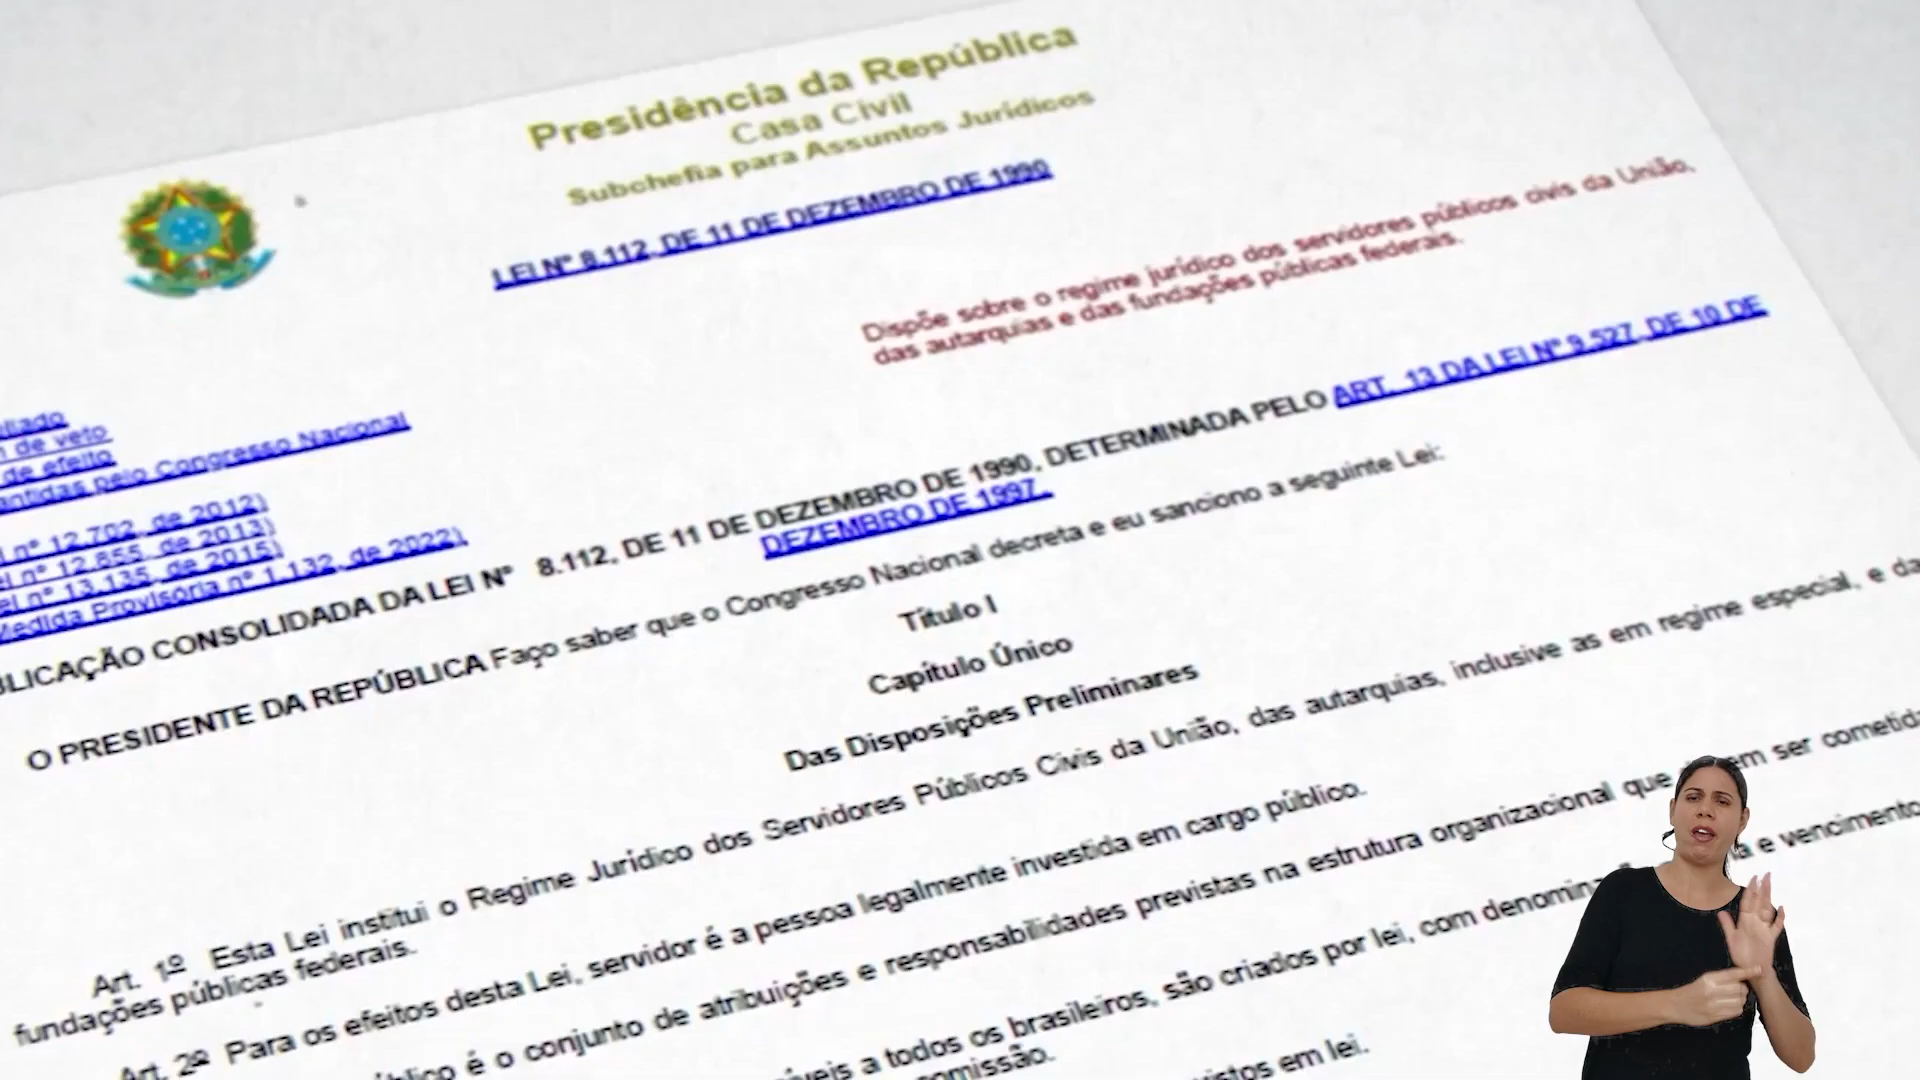 Presidência da República
Casa Civil
Subchefia para Assuntos Jurídicos
LEI Nº 8.112, DE 11 DE DEZEMBRO DE 1990
Dispõe sobre o regime jurídico dos servidores públicos civis da União,
das autarquias e das fundações públicas federais.
de veto
de efeito
pelo Congresso Nacional
nº 12.702, de 2012)
nº 12.855, de 2013)
nº 13.135, de 2015)
Medida Provisória nº 1.132, de 2022)
CONSOLIDADA DA LEI Nº 8.112, DE 11 DE DEZEMBRO DE 1990, DETERMINADA PELO ART. 13 DA LEI Nº 9.527, DE 10 DE
DEZEMBRO DE 1997.
O PRESIDENTE DA REPÚBLICA Faço saber que o Congresso Nacional decreta e eu sanciono a seguinte Lei:
Título I
Capítulo Único
Das Disposições Preliminares
Art. 1º Esta Lei institui o Regime Jurídico dos Servidores Públicos Civis da União, das autarquias, inclusive as em regime especial, e
fundações públicas federais.
Art. 2º Para os efeitos desta Lei, servidor é a pessoa legalmente investida em cargo público.
é o conjunto de atribuições e responsabilidades previstas na estrutura organizacional que ser
a todos os brasileiros, são criados por lei, com e vencimento
em lei.